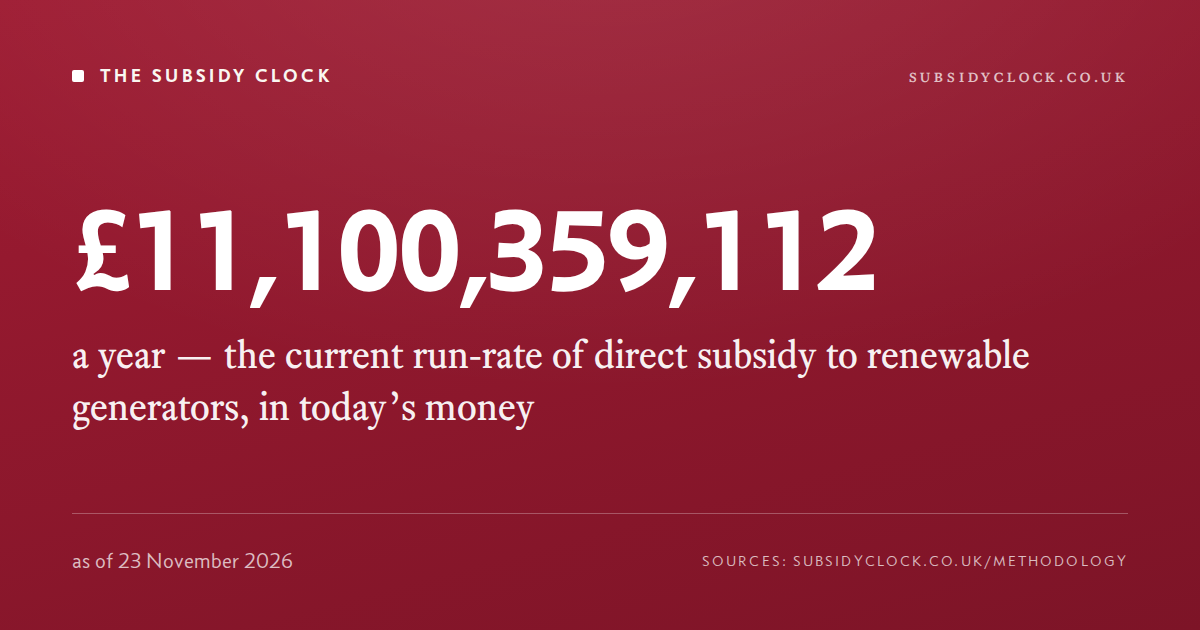 THE SUBSIDY CLOCK
SUBSIDYCLOCK.CO.UK
£11,100,359,112
a year — the current run-rate of direct subsidy to renewable
generators, in today’s money
as of 23 November 2026
SOURCES: SUBSIDYCLOCK.CO.UK/METHODOLOGY